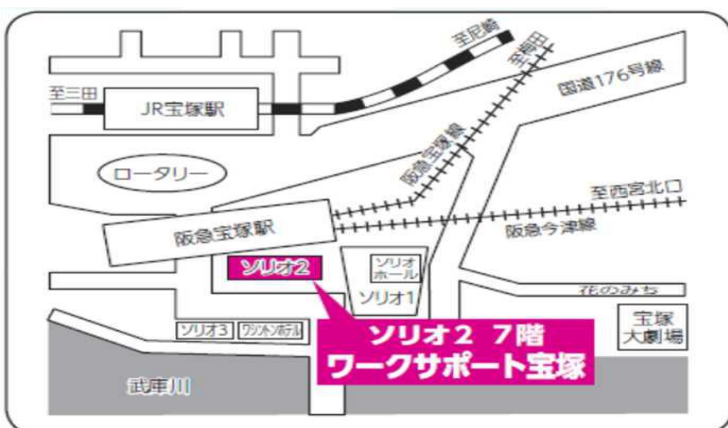 至尼崎
至梅田
国道176号線
至三田
JR宝塚駅
阪急宝塚線
ロータリー
至西宮北口
阪急宝塚駅
阪急今津線
ソリオ2
ソリオ
ホール
ソリオ1
花のみち
ソリオ3
ワシントンホテル
宝塚
大劇場
ソリオ2 7階
ワークサポート宝塚
武庫川